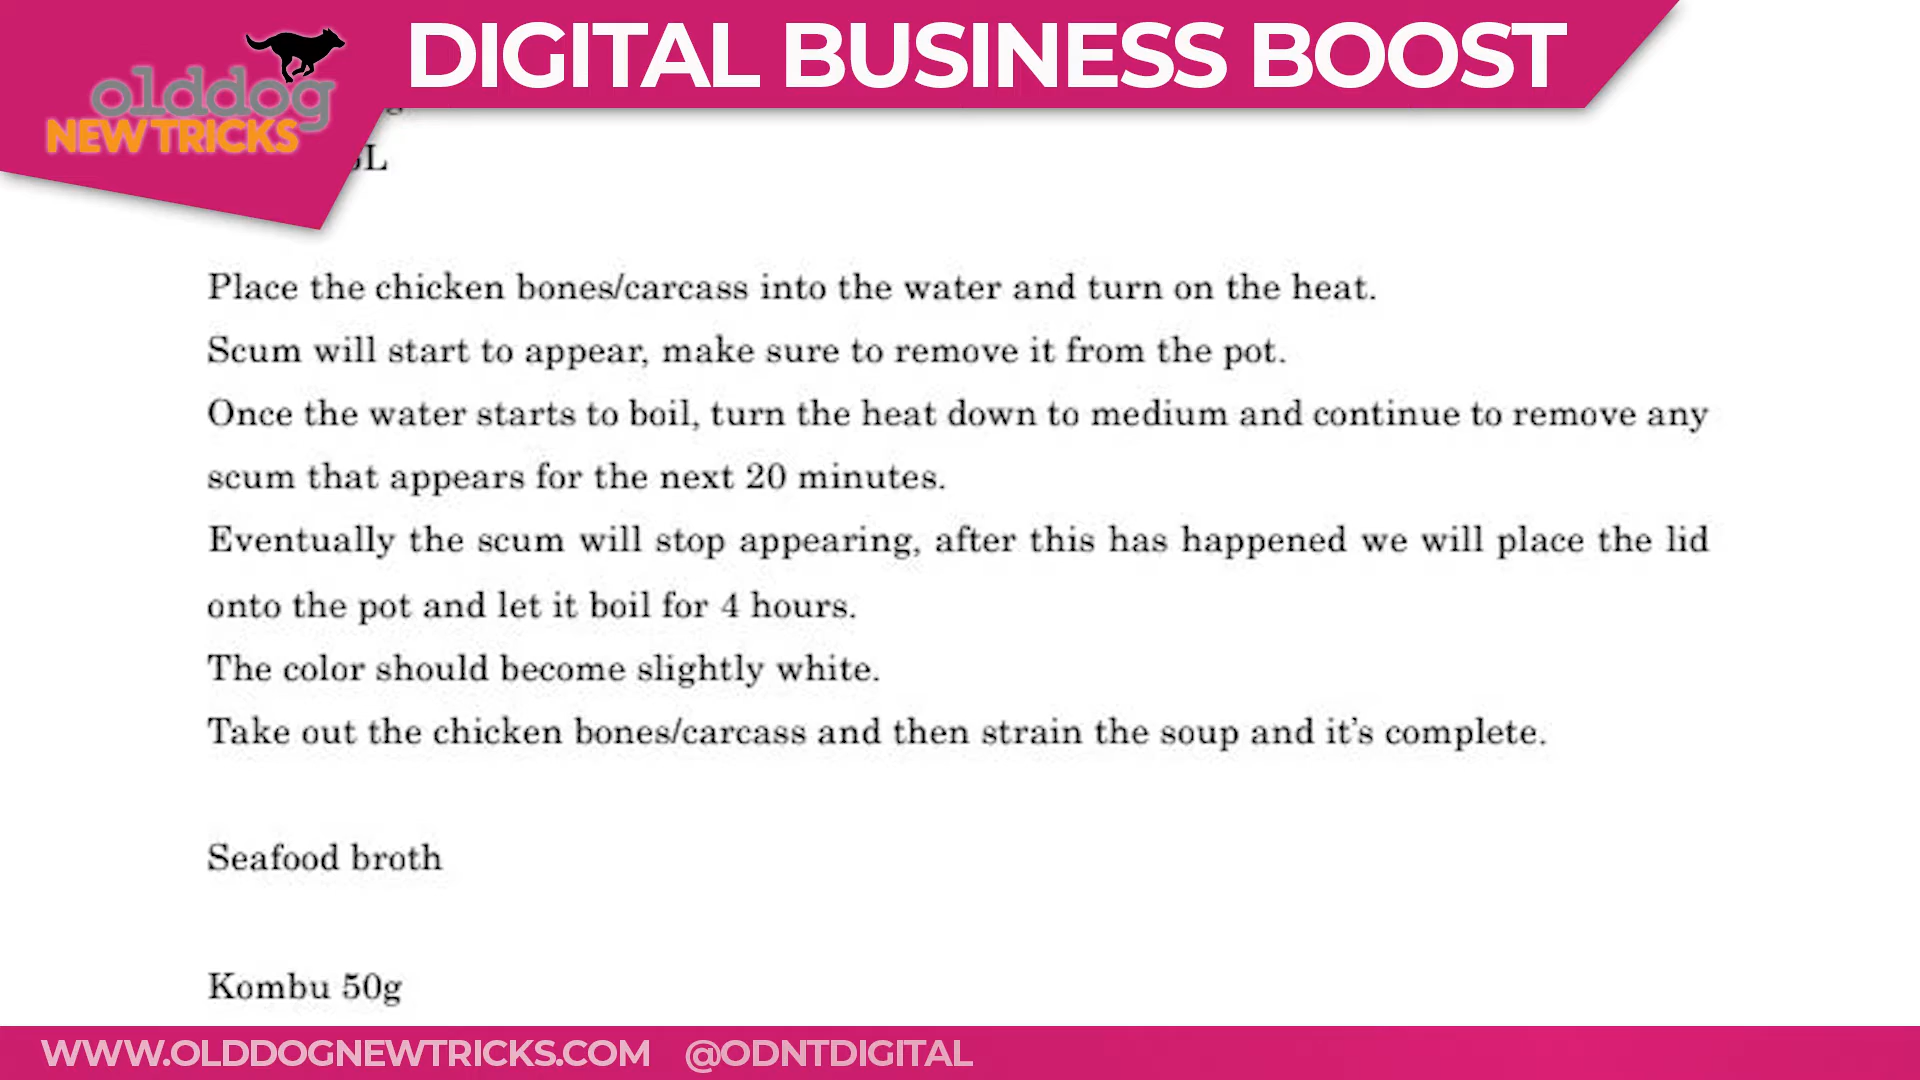 DIGITAL BUSINESS BOOST
olddog
NEW TRICKS
Place the chicken bones/carcass into the water and turn on the heat.
Scum will start to appear, make sure to remove it from the pot.
Once the water starts to boil, turn the heat down to medium and continue to remove any
scum that appears for the next 20 minutes.
Eventually the scum will stop appearing, after this has happened we will place the lid
onto the pot and let it boil for 4 hours.
The color should become slightly white.
Take out the chicken bones/carcass and then strain the soup and it's complete.
Seafood broth
Kombu 50g
WWW.OLDDOGNEWTRICKS.COM @ODNTDIGITAL